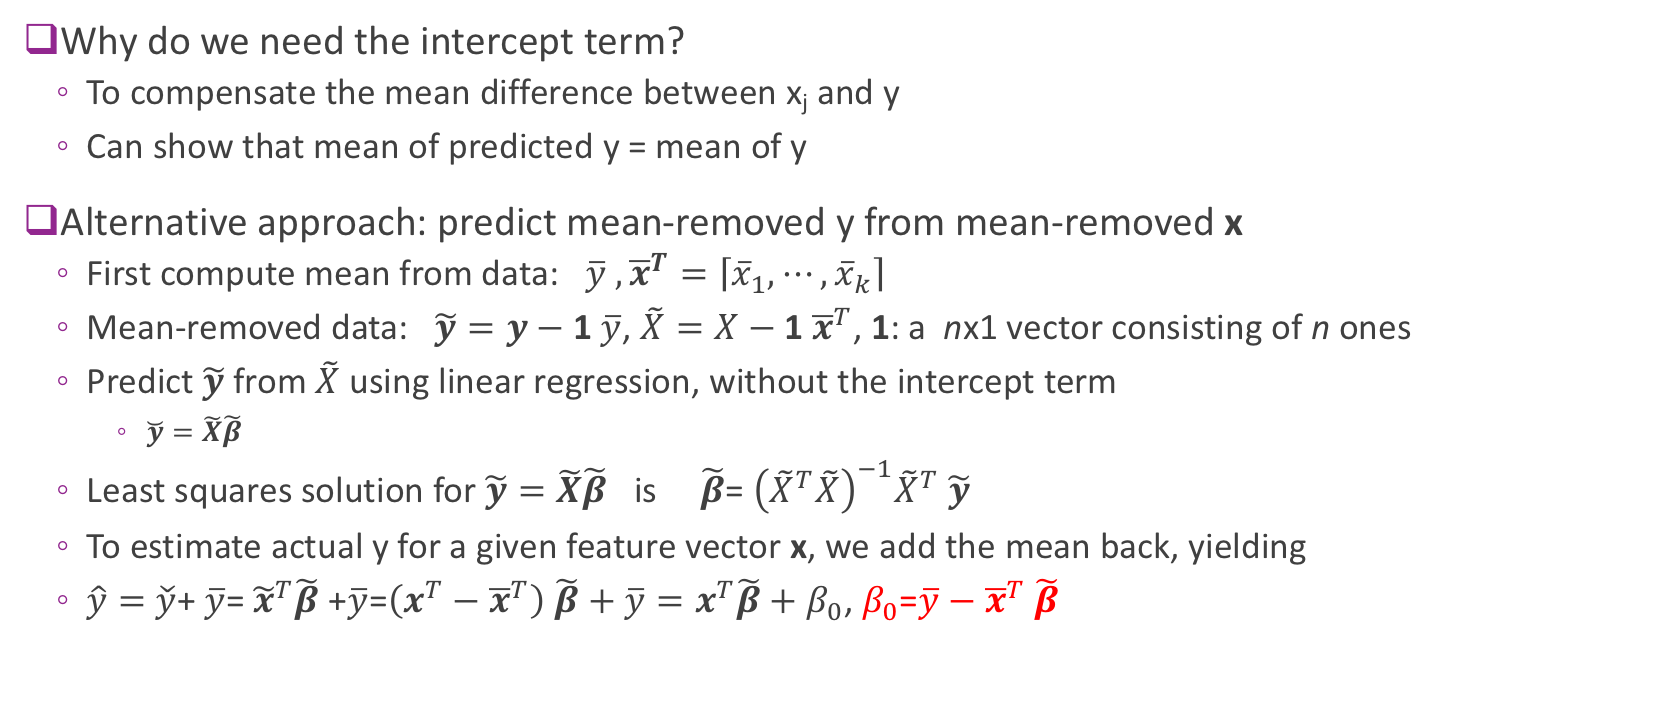 ❑Why do we need the intercept term?
◦ To compensate the mean difference between xⱼ and y
◦ Can show that mean of predicted y = mean of y
❑Alternative approach: predict mean-removed y from mean-removed x
◦ First compute mean from data: ȳ , x̄ᵀ = ⌈x̄₁, ⋯ , x̄ₖ⌉
◦ Mean-removed data: ỹ = y − 1 ȳ, X̃ = X − 1 x̄ᵀ, 1: a nx1 vector consisting of n ones
◦ Predict ỹ from X̃ using linear regression, without the intercept term
◦ y̆ = X̃β̃
◦ Least squares solution for ỹ = X̃β̃ is β̃= (X̃ᵀX̃)⁻¹X̃ᵀ ỹ
◦ To estimate actual y for a given feature vector x, we add the mean back, yielding
◦ ŷ = y̌+ ȳ= x̃ᵀβ̃ +ȳ=(xᵀ − x̄ᵀ) β̃ + ȳ = xᵀβ̃ + β₀, β₀=ȳ − x̄ᵀ β̃